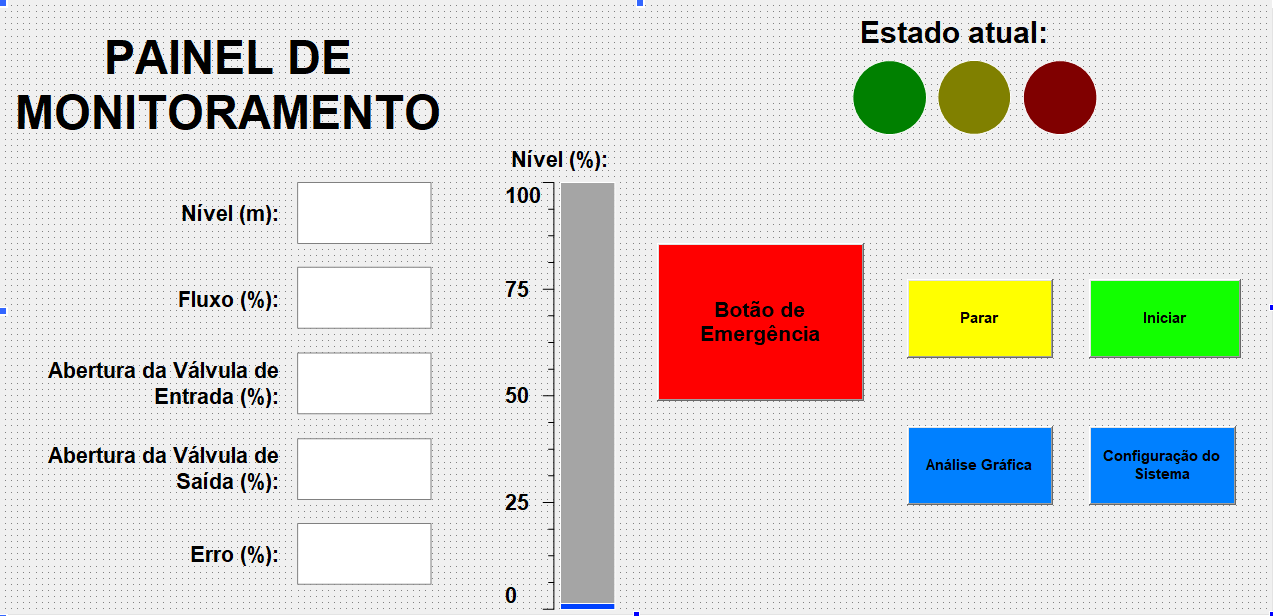 PAINEL DE
MONITORAMENTO
Estado atual:
Nível (m):
Fluxo (%):
Abertura da Válvula de
Entrada (%):
Abertura da Válvula de
Saída (%):
Erro (%):
Nível (%):
100
75
50
25
0
Botão de
Emergência
Parar
Iniciar
Análise Gráfica
Configuração do
Sistema